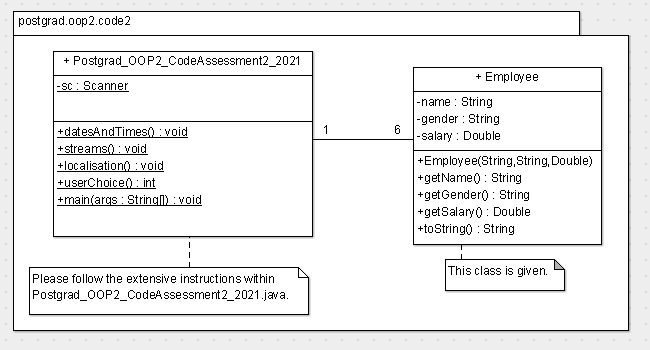 postgrad.oop2.code2
+ Postgrad_OOP2_CodeAssessment2_2021
-sc : Scanner
+datesAndTimes() : void
+streams() : void
+localisation() : void
+userChoice() : int
+main(args : String[]) : void
1
6
+ Employee
-name : String
-gender : String
-salary : Double
+Employee(String,String,Double)
+getName() : String
+getGender() : String
+getSalary() : Double
+toString() : String
Please follow the extensive instructions within
Postgrad_OOP2_CodeAssessment2_2021.java.
This class is given.